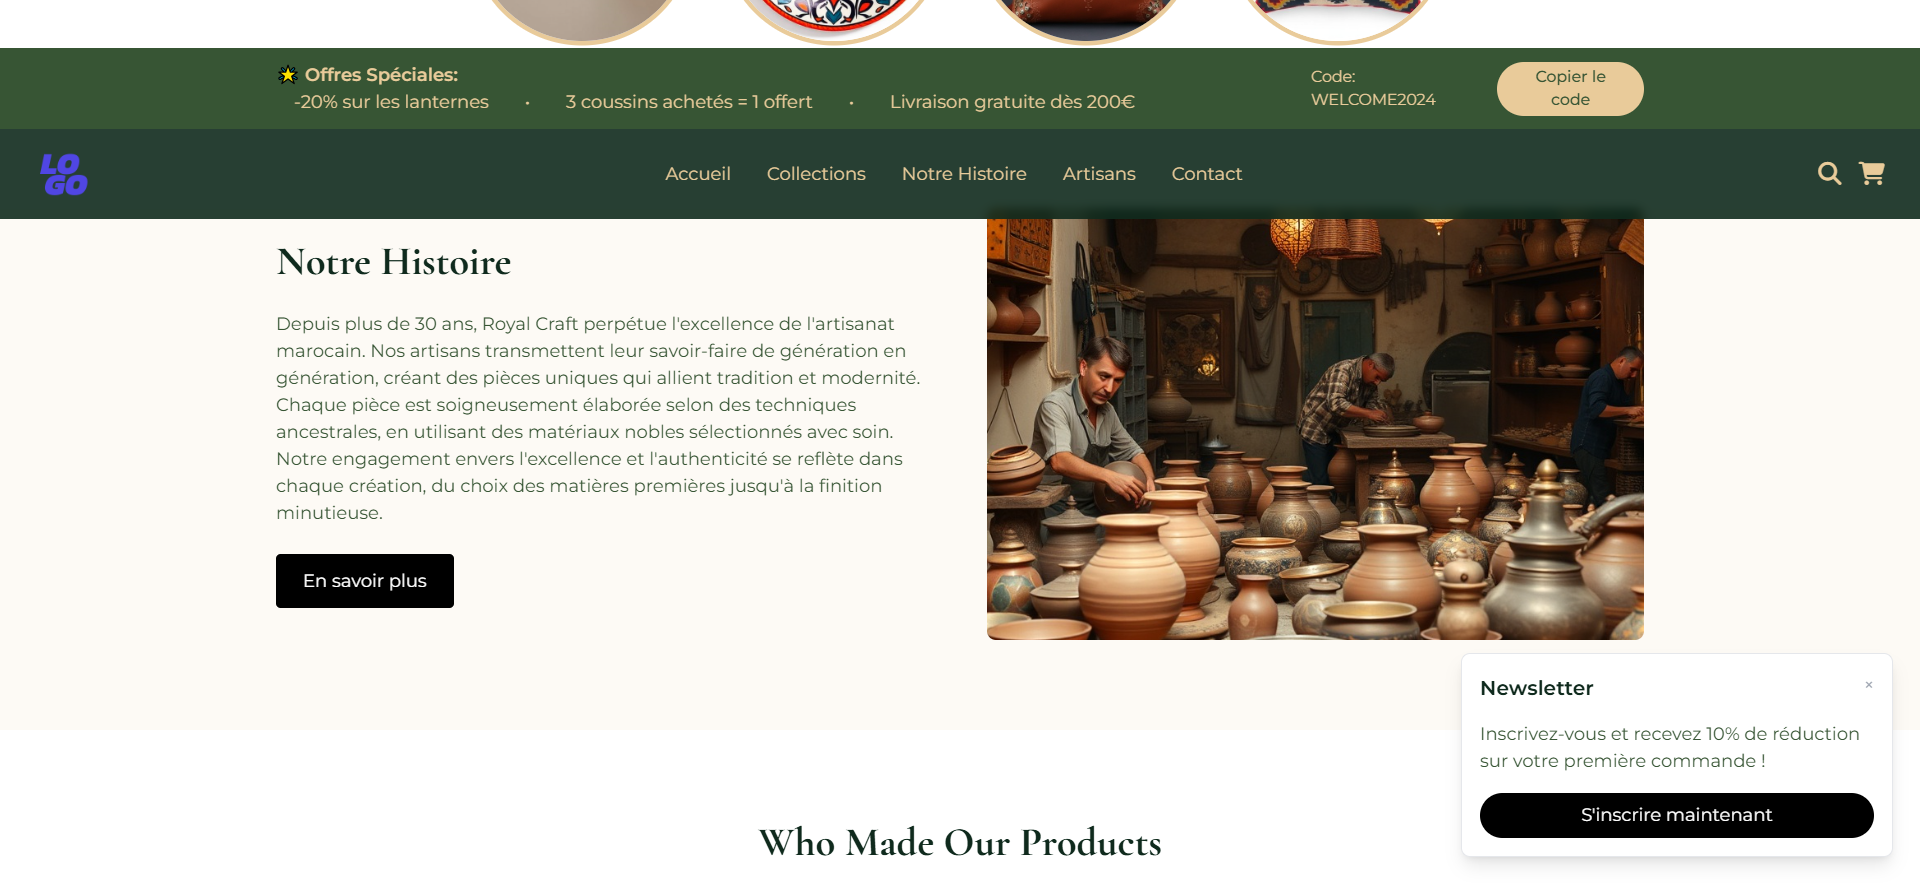 Offres Spéciales:
-20% sur les lanternes • 3 coussins achetés = 1 offert • Livraison gratuite dès 200€
Code:
WELCOME2024
Copier le
code
LO
GO
Accueil Collections Notre Histoire Artisans Contact
Notre Histoire
Depuis plus de 30 ans, Royal Craft perpétue l'excellence de l'artisanat
marocain. Nos artisans transmettent leur savoir-faire de génération en
génération, créant des pièces uniques qui allient tradition et modernité.
Chaque pièce est soigneusement élaborée selon des techniques
ancestrales, en utilisant des matériaux nobles sélectionnés avec soin.
Notre engagement envers l'excellence et l'authenticité se reflète dans
chaque création, du choix des matières premières jusqu'à la finition
minutieuse.
En savoir plus
Newsletter
×
Inscrivez-vous et recevez 10% de réduction
sur votre première commande !
S'inscrire maintenant
Who Made Our Products